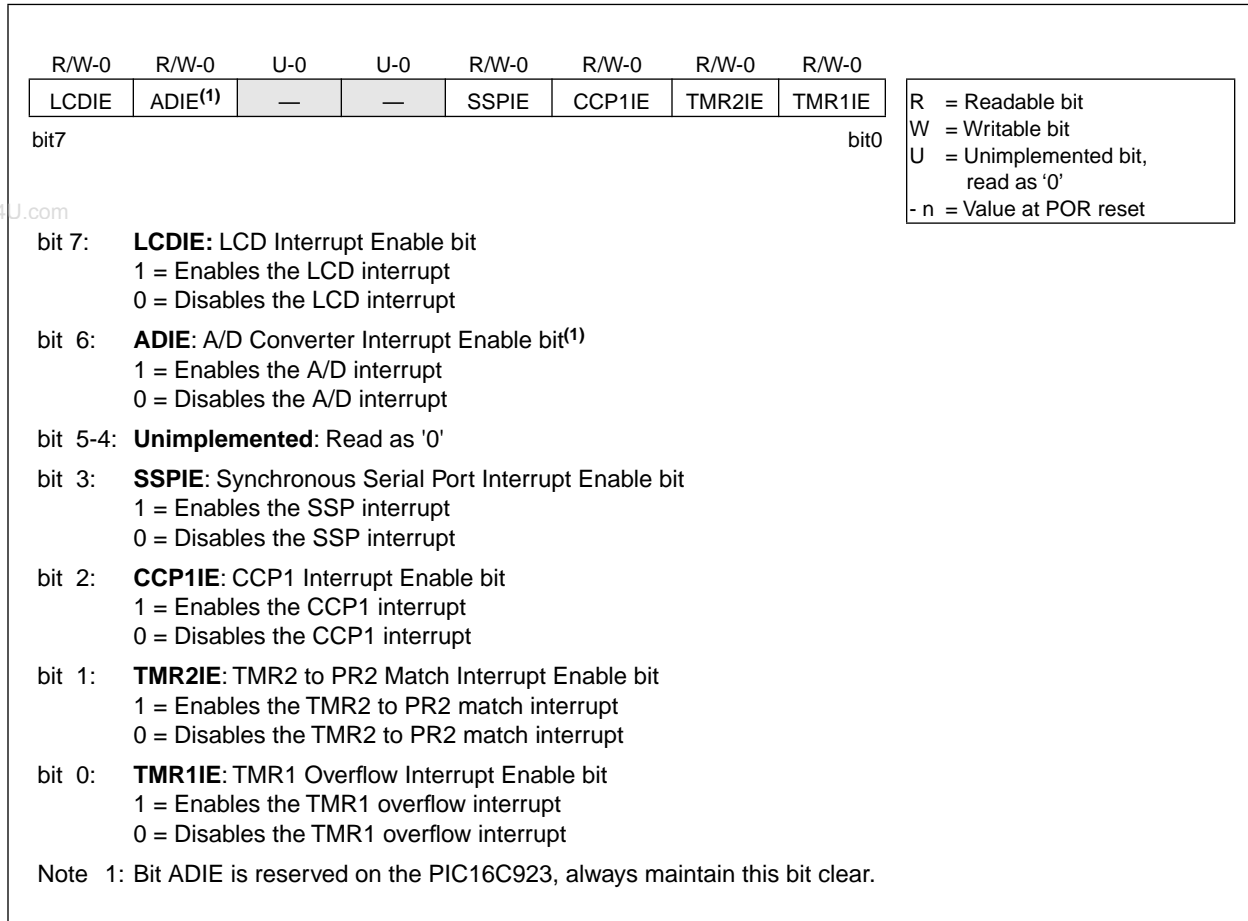 R/W-0 R/W-0 U-0 U-0 R/W-0 R/W-0 R/W-0 R/W-0
LCDIE ADIE(1) — — SSPIE CCP1IE TMR2IE TMR1IE
bit7 bit0
R = Readable bit
W = Writable bit
U = Unimplemented bit,
read as ‘0’
- n = Value at POR reset
4U.com
bit 7: LCDIE: LCD Interrupt Enable bit
1 = Enables the LCD interrupt
0 = Disables the LCD interrupt
bit 6: ADIE: A/D Converter Interrupt Enable bit(1)
1 = Enables the A/D interrupt
0 = Disables the A/D interrupt
bit 5-4: Unimplemented: Read as '0'
bit 3: SSPIE: Synchronous Serial Port Interrupt Enable bit
1 = Enables the SSP interrupt
0 = Disables the SSP interrupt
bit 2: CCP1IE: CCP1 Interrupt Enable bit
1 = Enables the CCP1 interrupt
0 = Disables the CCP1 interrupt
bit 1: TMR2IE: TMR2 to PR2 Match Interrupt Enable bit
1 = Enables the TMR2 to PR2 match interrupt
0 = Disables the TMR2 to PR2 match interrupt
bit 0: TMR1IE: TMR1 Overflow Interrupt Enable bit
1 = Enables the TMR1 overflow interrupt
0 = Disables the TMR1 overflow interrupt
Note 1: Bit ADIE is reserved on the PIC16C923, always maintain this bit clear.